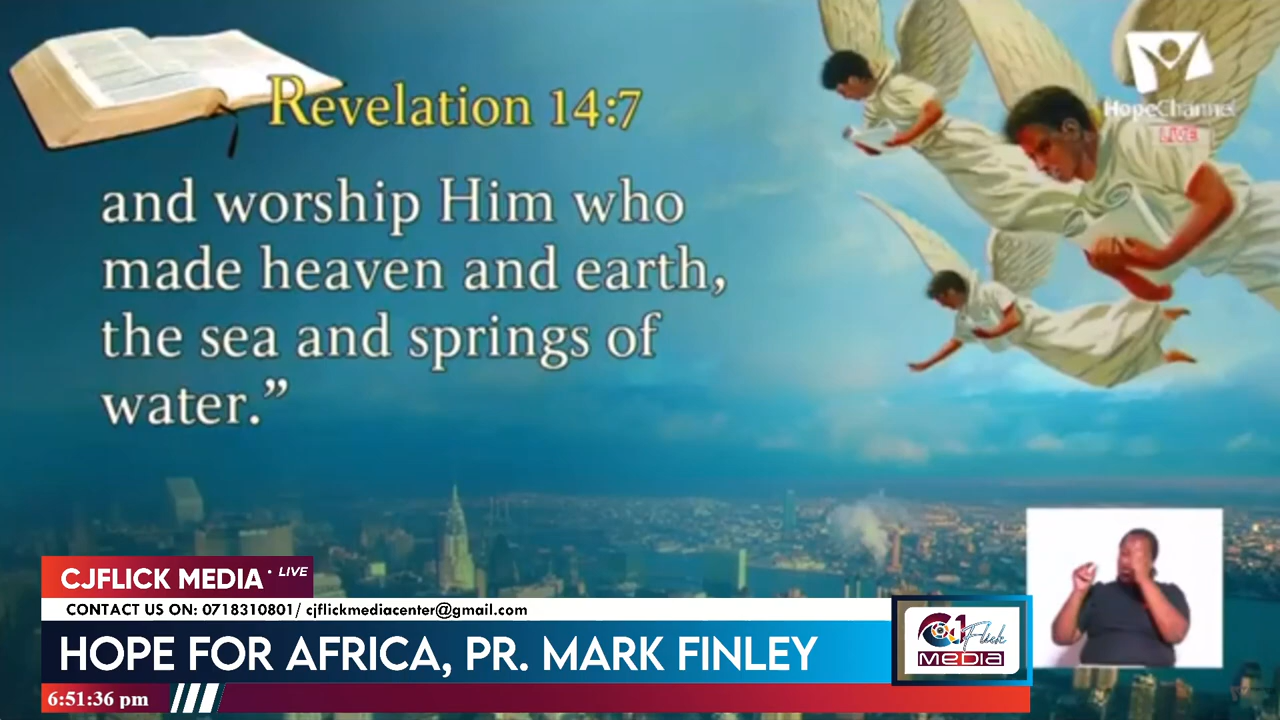 Revelation 14:7
and worship Him who
made heaven and earth,
the sea and springs of
water.”
HopeChannel
LIVE
CJFLICK MEDIA • LIVE
CONTACT US ON: 0718310801/ cjflickmediacenter@gmail.com
HOPE FOR AFRICA, PR. MARK FINLEY
Flick
MEDIA
6:51:36 pm